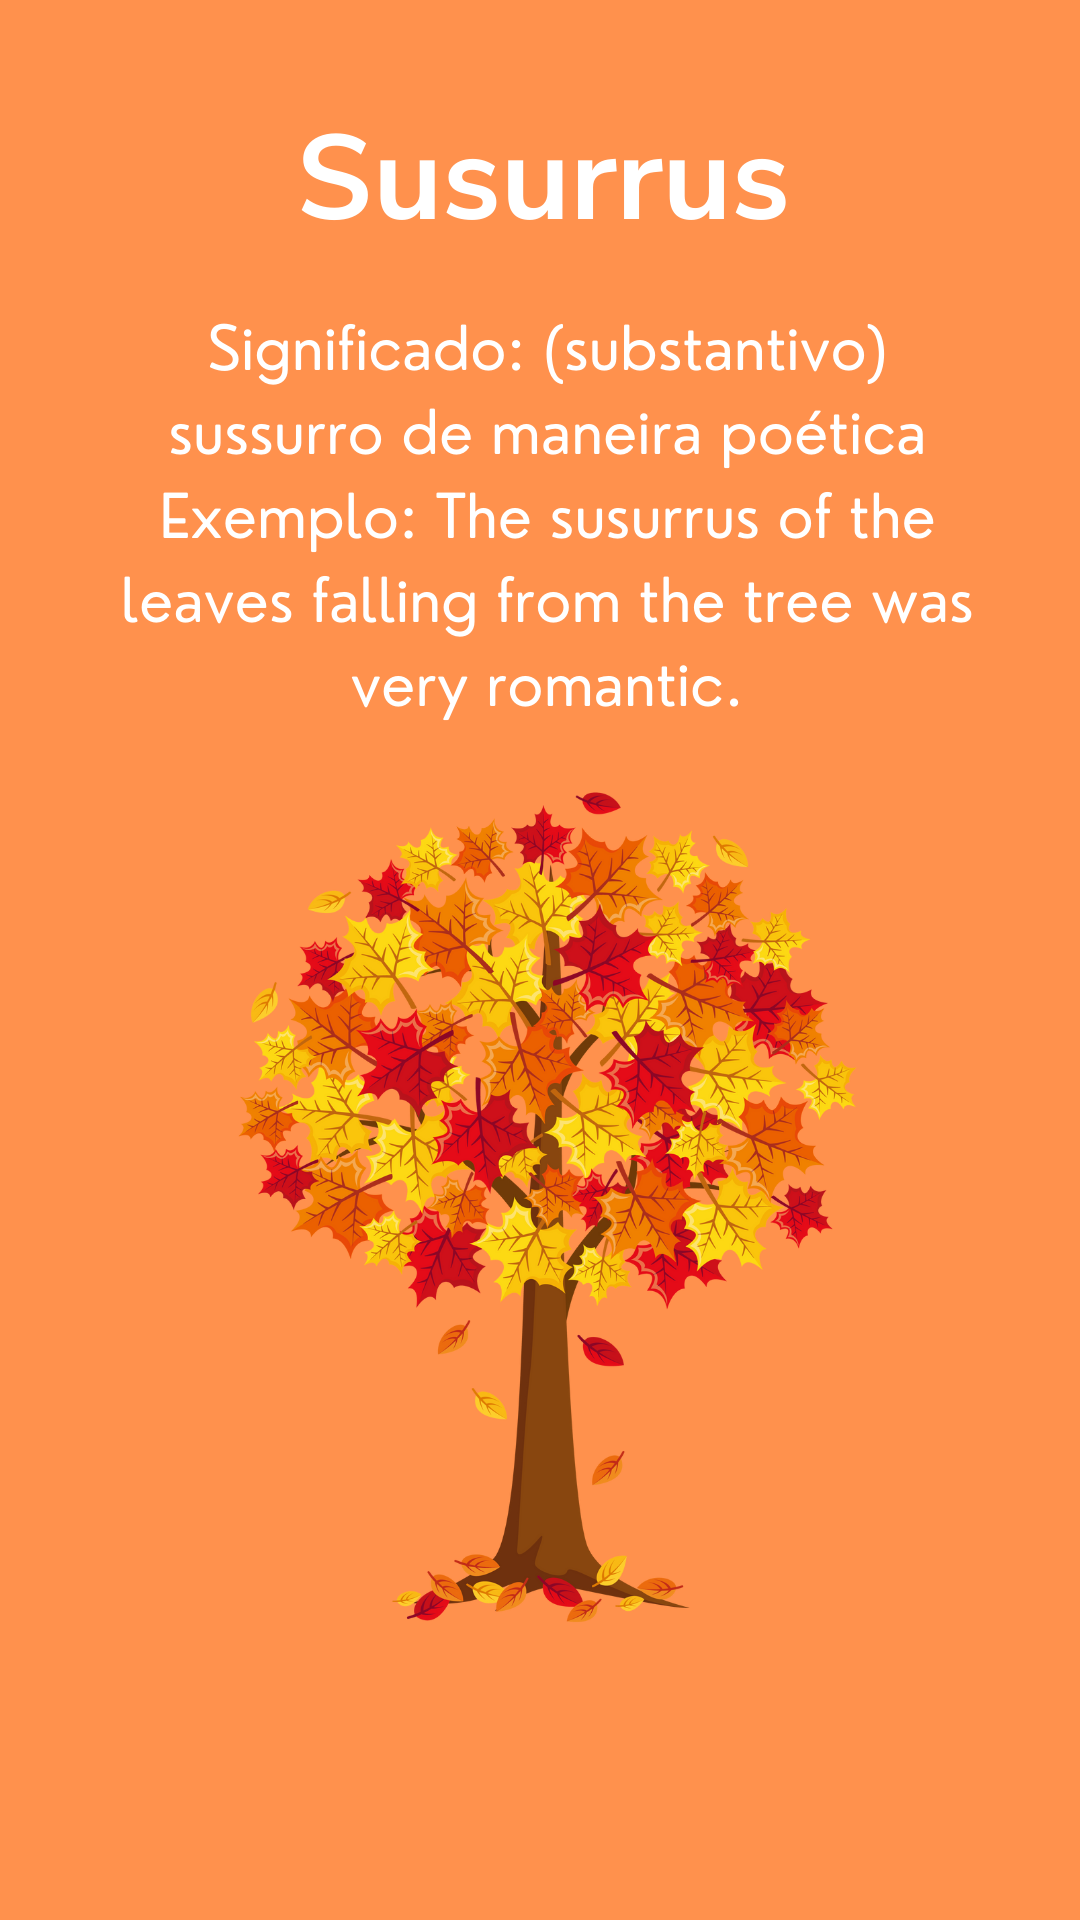 Susurrus
Significado: (substantivo)
sussurro de maneira poética
Exemplo: The susurrus of the
leaves falling from the tree was
very romantic.